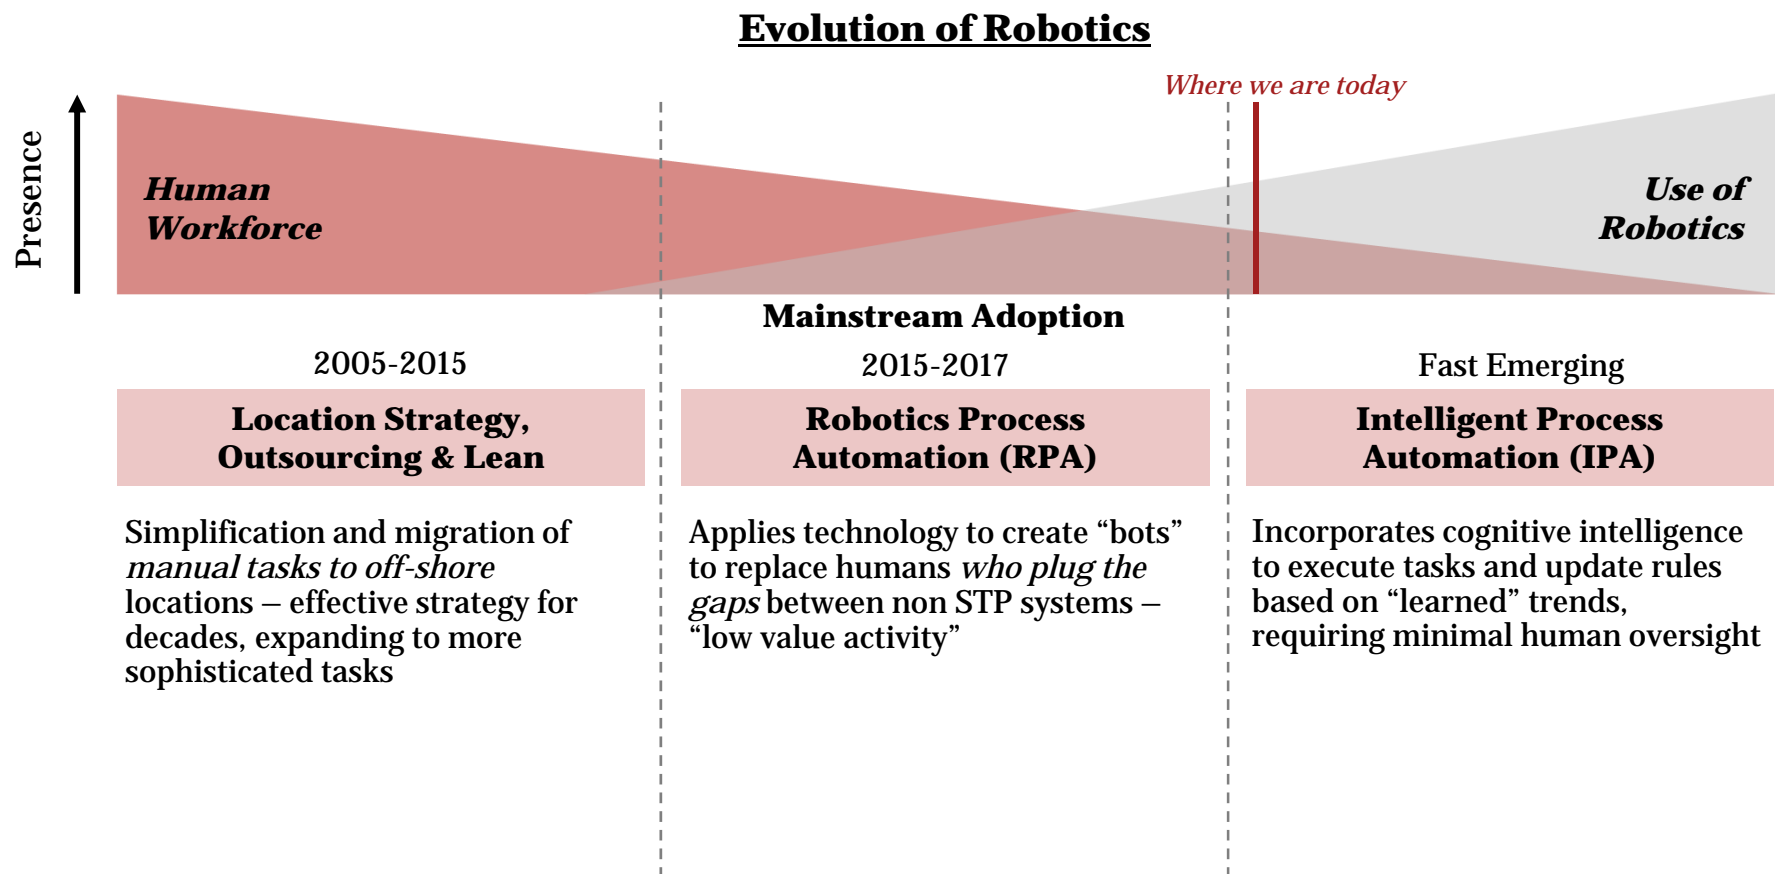 Evolution of Robotics
Where we are today
Presence
Human
Workforce
Use of
Robotics
Mainstream Adoption
2005-2015
2015-2017
Fast Emerging
Location Strategy,
Outsourcing & Lean
Robotics Process
Automation (RPA)
Intelligent Process
Automation (IPA)
Simplification and migration of
manual tasks to off-shore
locations – effective strategy for
decades, expanding to more
sophisticated tasks
Applies technology to create “bots”
to replace humans who plug the
gaps between non STP systems –
“low value activity”
Incorporates cognitive intelligence
to execute tasks and update rules
based on “learned” trends,
requiring minimal human oversight